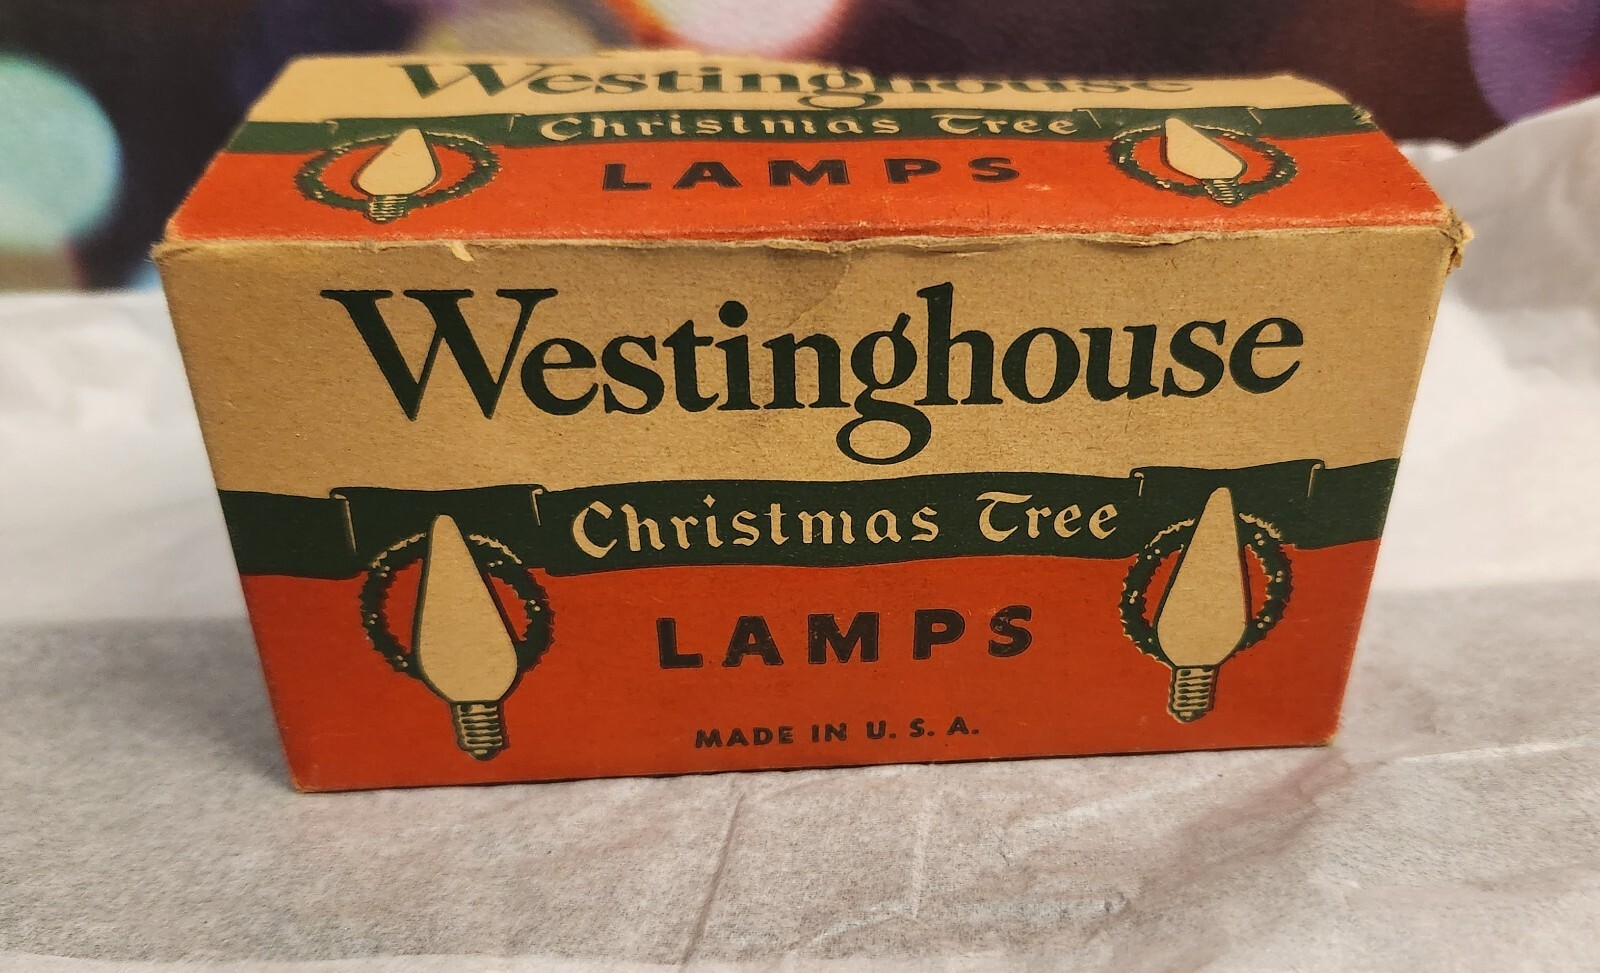 Westinghouse
Christmas Tree
LAMPS
Westinghouse
Christmas Tree
LAMPS
MADE IN U. S. A.